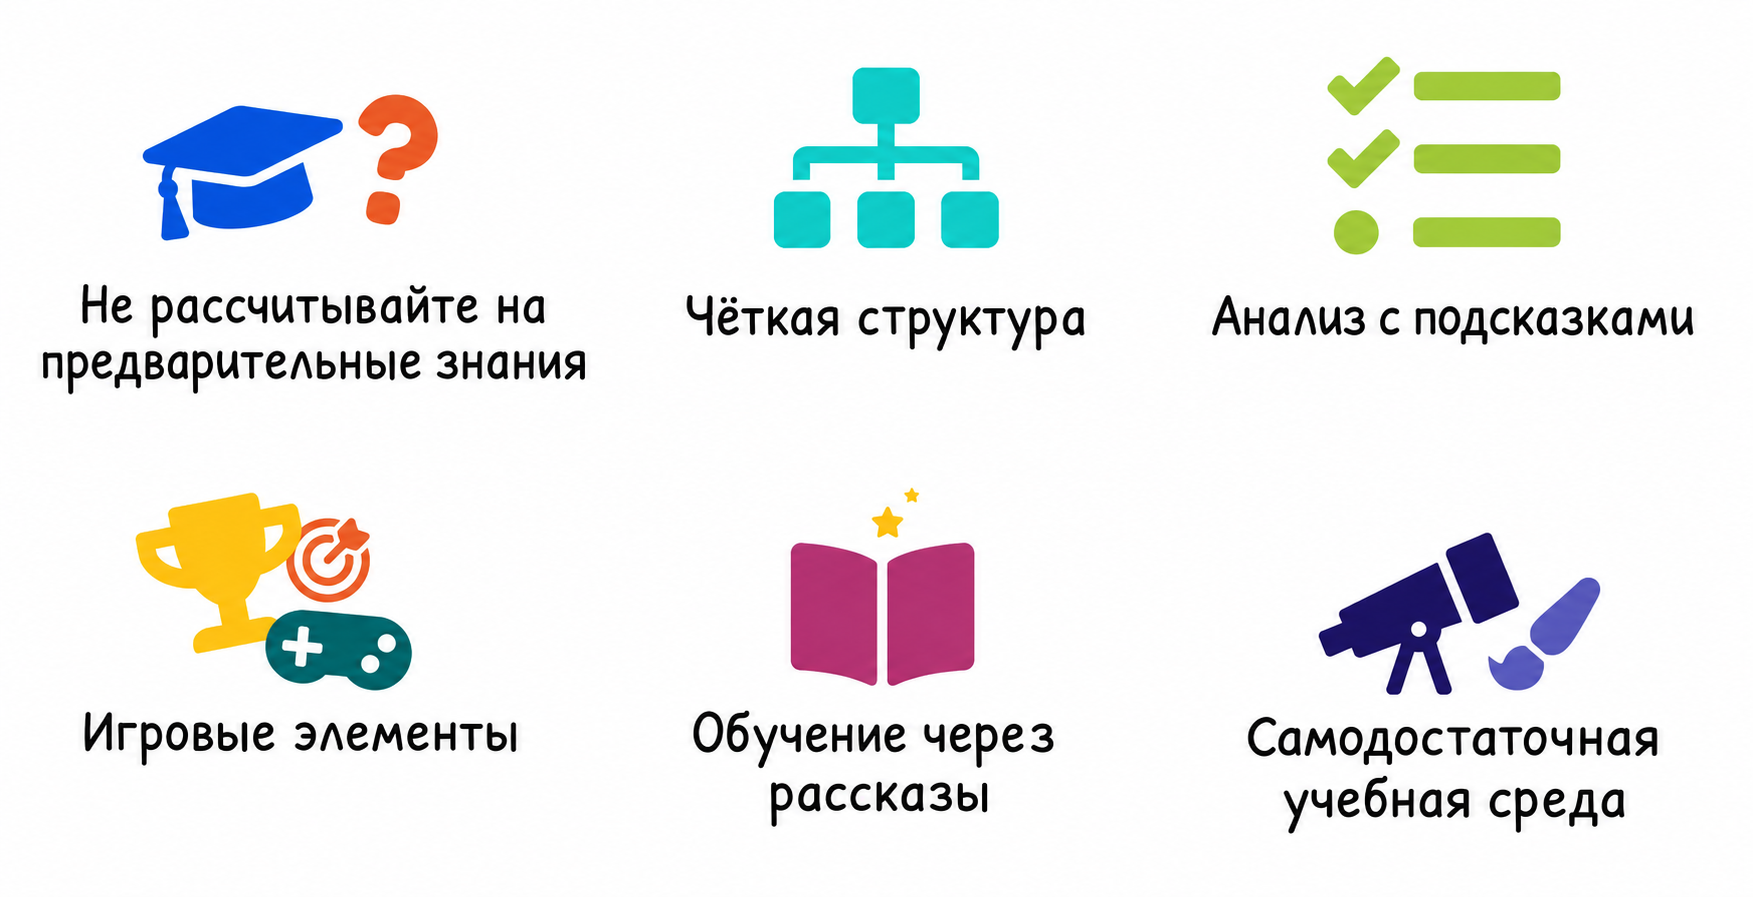 Не рассчитывайте на
предварительные знания
Чёткая структура
Анализ с подсказками
Игровые элементы
Обучение через
рассказы
Самодостаточная
учебная среда